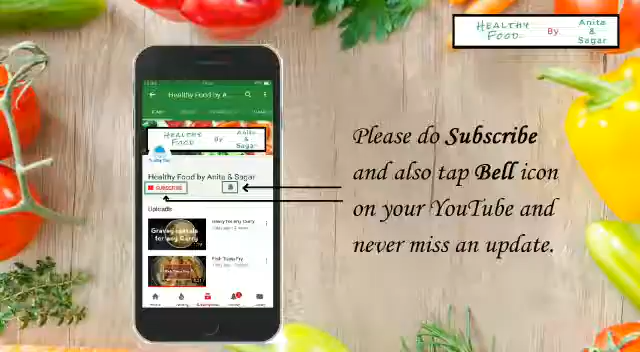 HEALTHY FOOD By Anita & Sagar
Healthy Food by A...
HEALTHY FOOD By Anita & Sagar
Healthy Food by Anita & Sagar
SUBSCRIBE
Uploads
Gravy specials
for any Curry
Please do Subscribe
and also tap Bell icon
on your YouTube and
never miss an update.